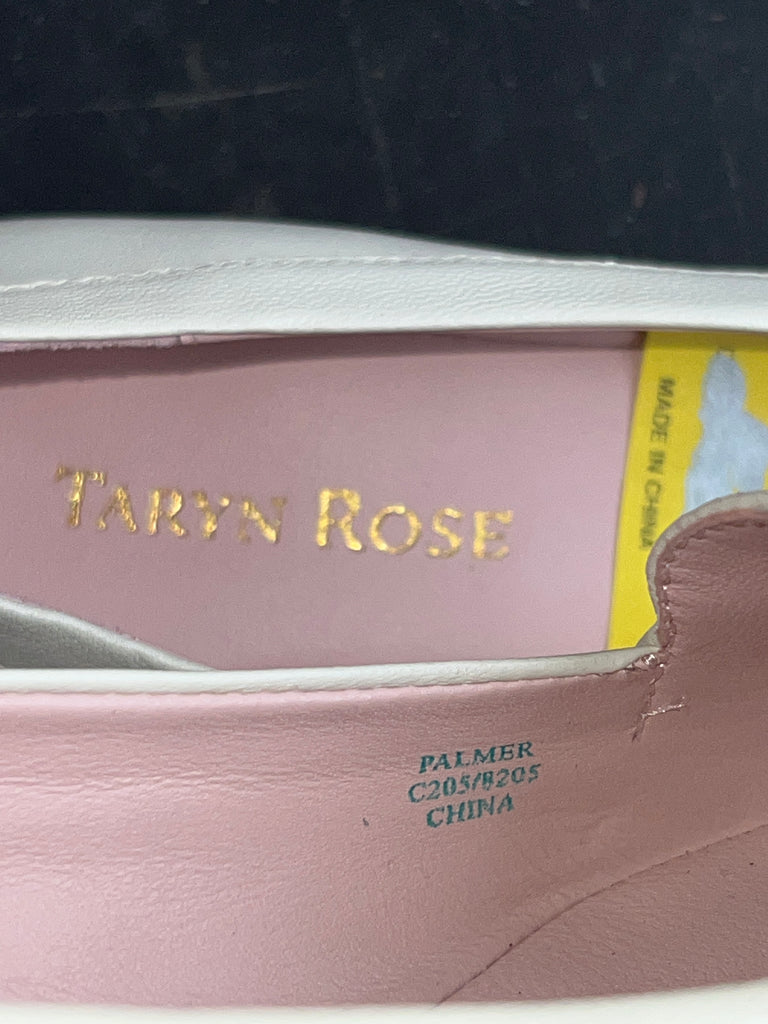 TARYN ROSE
MADE IN CHINA
PALMER
C205/8205
CHINA